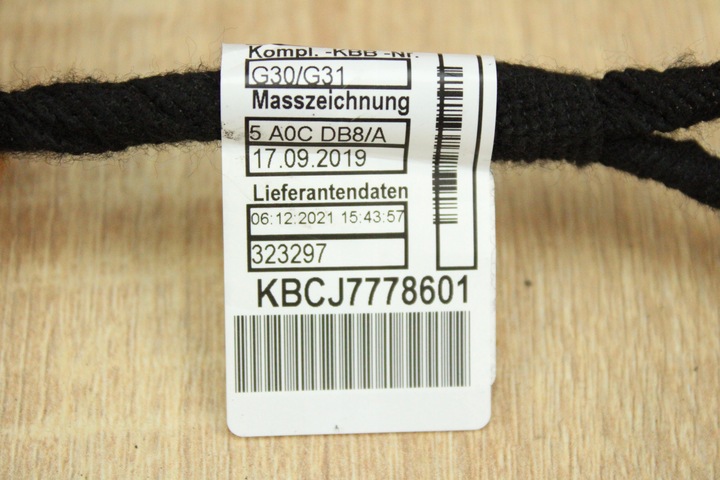 Kompl. -KBB -Nr.
G30/G31
Masszeichnung
5 A0C DB8/A
17.09.2019
Lieferantendaten
06:12:2021 15:43:57
323297
KBCJ7778601